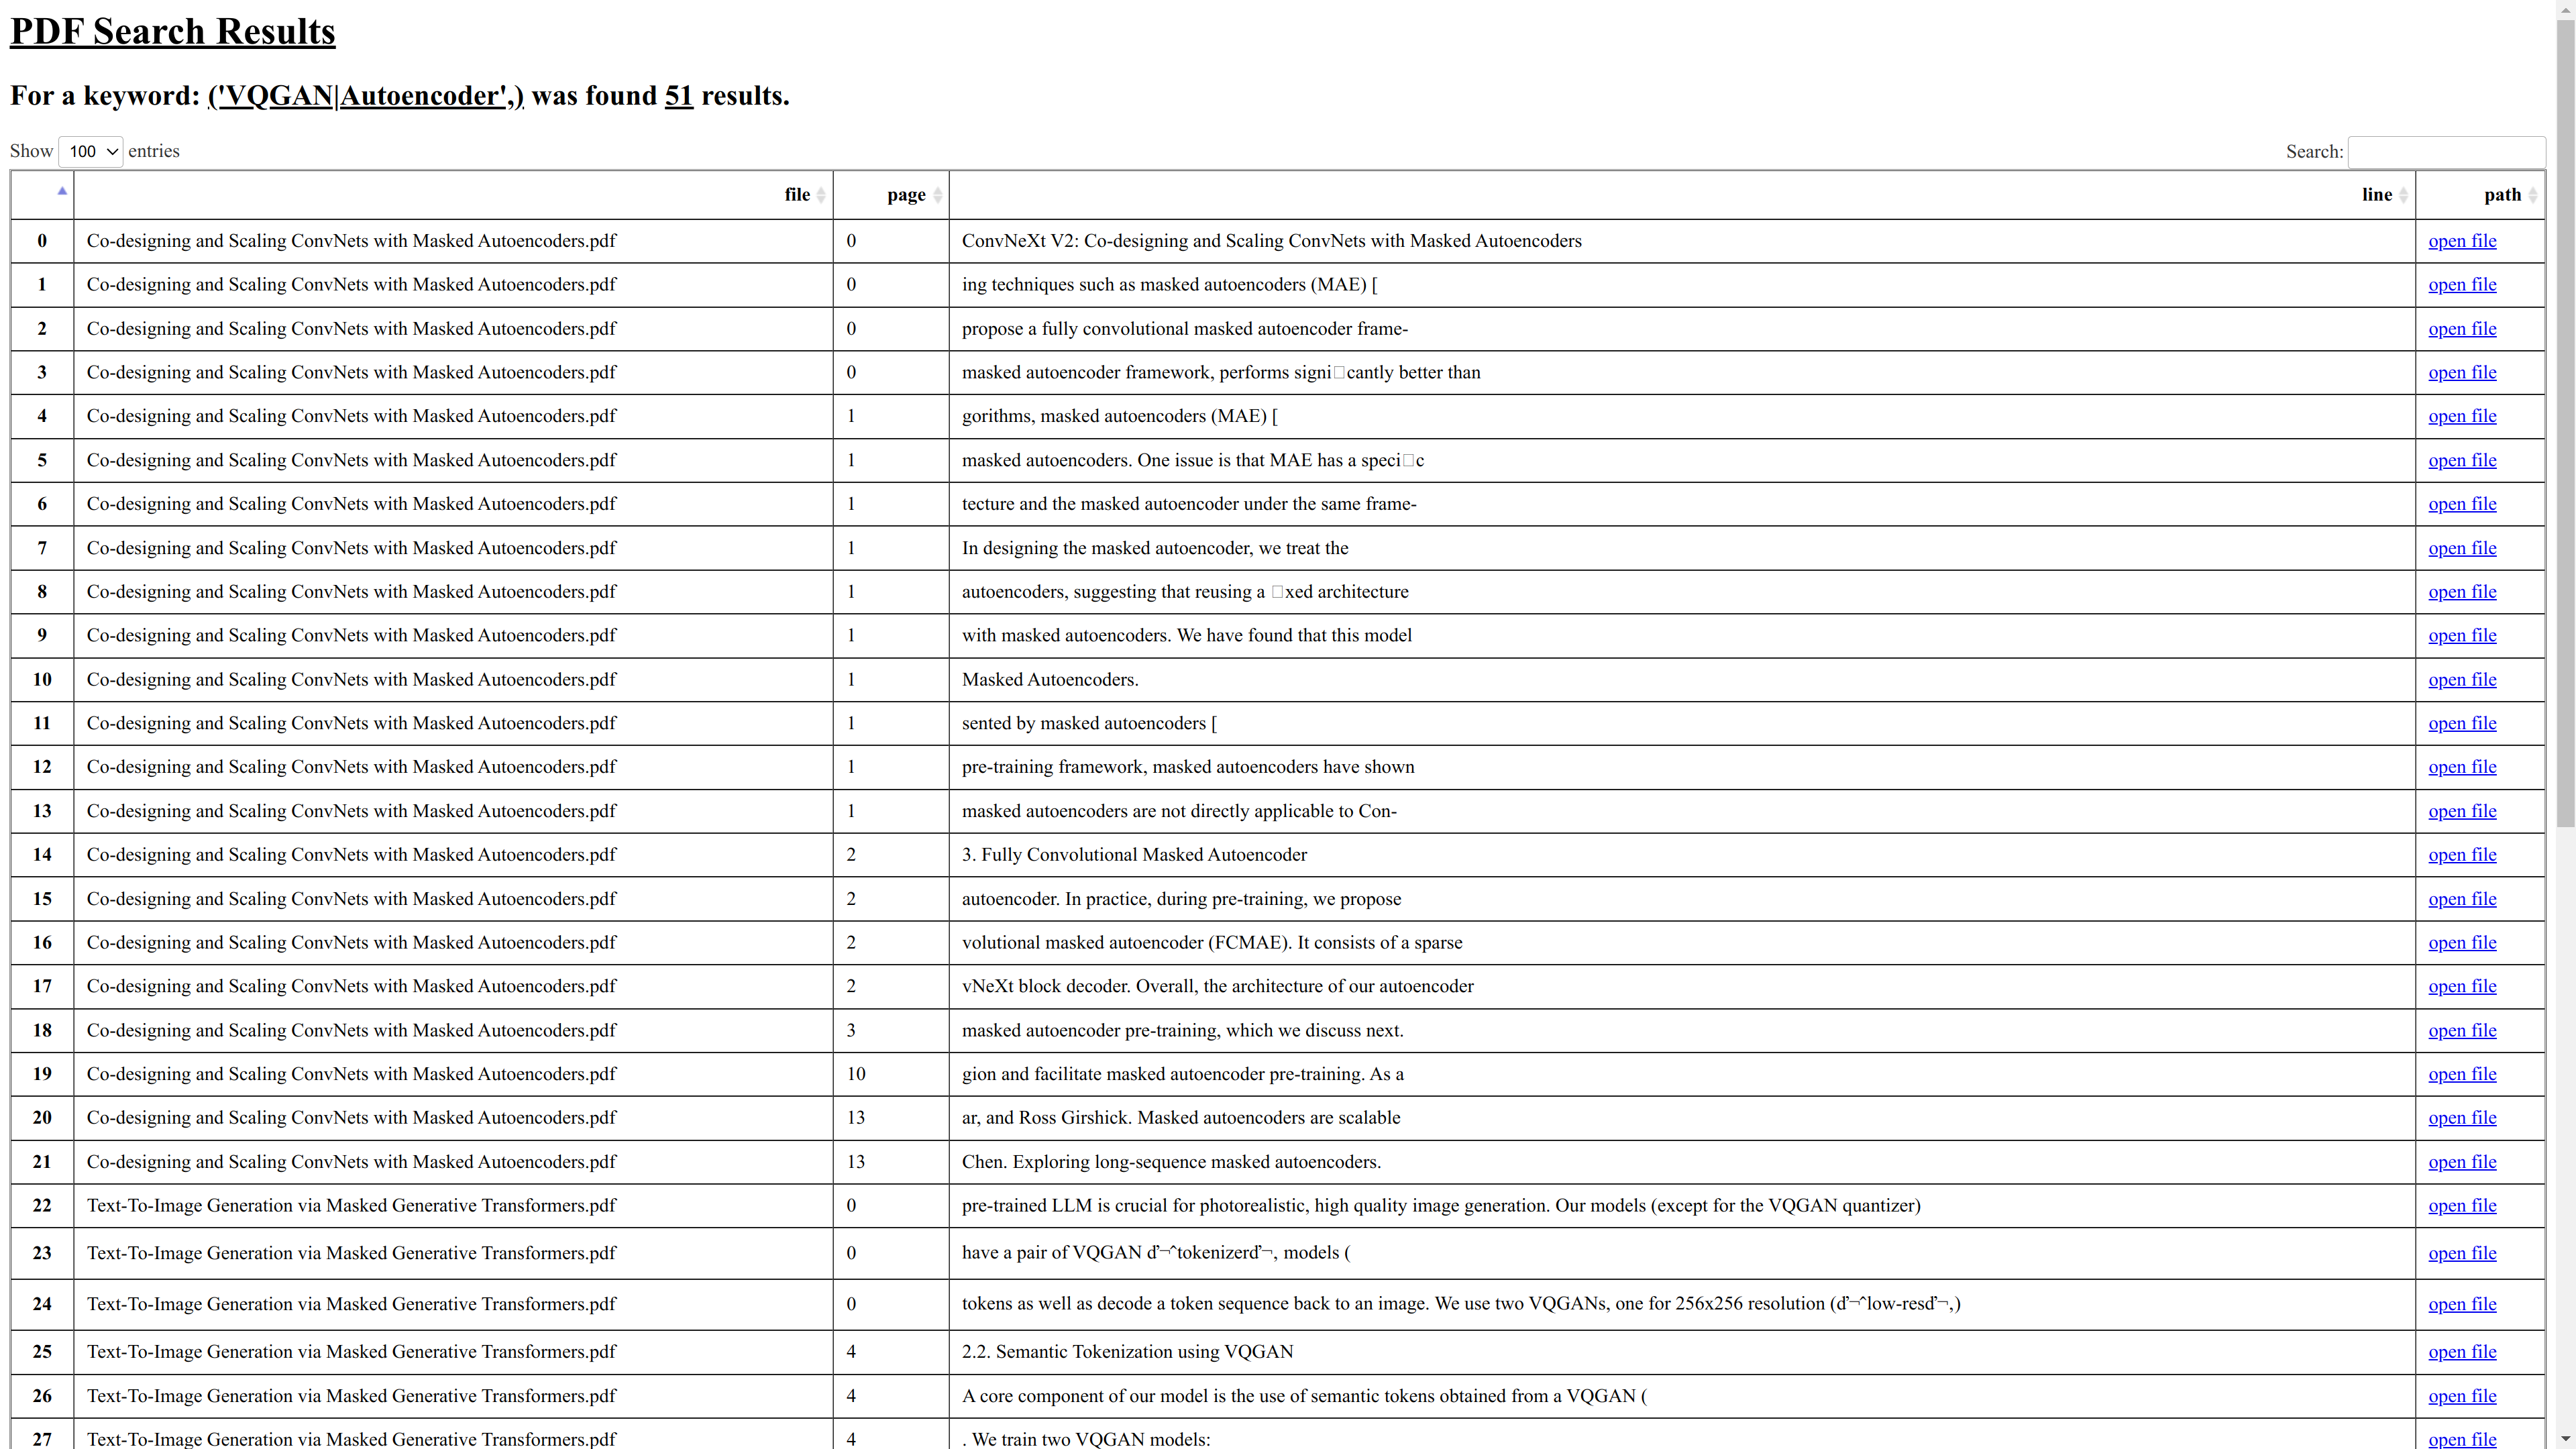 PDF Search Results
For a keyword: ('VQGAN|Autoencoder',) was found 51 results.
Show 100 entries Search:
file page line path
0 Co-designing and Scaling ConvNets with Masked Autoencoders.pdf 0 ConvNeXt V2: Co-designing and Scaling ConvNets with Masked Autoencoders open file
1 Co-designing and Scaling ConvNets with Masked Autoencoders.pdf 0 ing techniques such as masked autoencoders (MAE) [ open file
2 Co-designing and Scaling ConvNets with Masked Autoencoders.pdf 0 propose a fully convolutional masked autoencoder frame- open file
3 Co-designing and Scaling ConvNets with Masked Autoencoders.pdf 0 masked autoencoder framework, performs signi□cantly better than open file
4 Co-designing and Scaling ConvNets with Masked Autoencoders.pdf 1 gorithms, masked autoencoders (MAE) [ open file
5 Co-designing and Scaling ConvNets with Masked Autoencoders.pdf 1 masked autoencoders. One issue is that MAE has a speci□c open file
6 Co-designing and Scaling ConvNets with Masked Autoencoders.pdf 1 tecture and the masked autoencoder under the same frame- open file
7 Co-designing and Scaling ConvNets with Masked Autoencoders.pdf 1 In designing the masked autoencoder, we treat the open file
8 Co-designing and Scaling ConvNets with Masked Autoencoders.pdf 1 autoencoders, suggesting that reusing a □xed architecture open file
9 Co-designing and Scaling ConvNets with Masked Autoencoders.pdf 1 with masked autoencoders. We have found that this model open file
10 Co-designing and Scaling ConvNets with Masked Autoencoders.pdf 1 Masked Autoencoders. open file
11 Co-designing and Scaling ConvNets with Masked Autoencoders.pdf 1 sented by masked autoencoders [ open file
12 Co-designing and Scaling ConvNets with Masked Autoencoders.pdf 1 pre-training framework, masked autoencoders have shown open file
13 Co-designing and Scaling ConvNets with Masked Autoencoders.pdf 1 masked autoencoders are not directly applicable to Con- open file
14 Co-designing and Scaling ConvNets with Masked Autoencoders.pdf 2 3. Fully Convolutional Masked Autoencoder open file
15 Co-designing and Scaling ConvNets with Masked Autoencoders.pdf 2 autoencoder. In practice, during pre-training, we propose open file
16 Co-designing and Scaling ConvNets with Masked Autoencoders.pdf 2 volutional masked autoencoder (FCMAE). It consists of a sparse open file
17 Co-designing and Scaling ConvNets with Masked Autoencoders.pdf 2 vNeXt block decoder. Overall, the architecture of our autoencoder open file
18 Co-designing and Scaling ConvNets with Masked Autoencoders.pdf 3 masked autoencoder pre-training, which we discuss next. open file
19 Co-designing and Scaling ConvNets with Masked Autoencoders.pdf 10 gion and facilitate masked autoencoder pre-training. As a open file
20 Co-designing and Scaling ConvNets with Masked Autoencoders.pdf 13 ar, and Ross Girshick. Masked autoencoders are scalable open file
21 Co-designing and Scaling ConvNets with Masked Autoencoders.pdf 13 Chen. Exploring long-sequence masked autoencoders. open file
22 Text-To-Image Generation via Masked Generative Transformers.pdf 0 pre-trained LLM is crucial for photorealistic, high quality image generation. Our models (except for the VQGAN quantizer) open file
23 Text-To-Image Generation via Masked Generative Transformers.pdf 0 have a pair of VQGAN ď¬^tokenizerď¬, models ( open file
24 Text-To-Image Generation via Masked Generative Transformers.pdf 0 tokens as well as decode a token sequence back to an image. We use two VQGANs, one for 256x256 resolution (ď¬^low-resď¬,) open file
25 Text-To-Image Generation via Masked Generative Transformers.pdf 4 2.2. Semantic Tokenization using VQGAN open file
26 Text-To-Image Generation via Masked Generative Transformers.pdf 4 A core component of our model is the use of semantic tokens obtained from a VQGAN ( open file
27 Text-To-Image Generation via Masked Generative Transformers.pdf 4 . We train two VQGAN models: open file